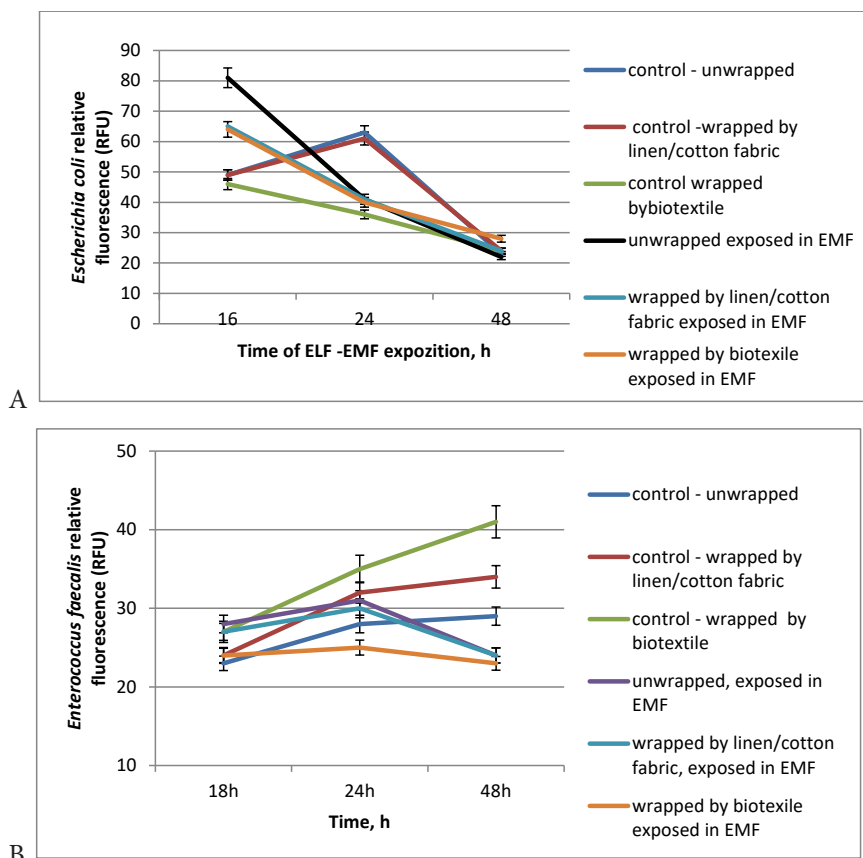 90
80
70
60
50
40
30
20
10
0
16
24
48
Escherichia coli relative
fluorescence (RFU)
Time of ELF -EMF expozition, h
control - unwrapped
control -wrapped by
linen/cotton fabric
control wrapped
bybiotextile
unwrapped exposed in EMF
wrapped by linen/cotton
fabric exposed in EMF
wrapped by biotexile
exposed in EMF
A
50
40
30
20
10
18h
24h
48h
Enterococcus faecalis relative
fluorescence (RFU)
Time, h
control - unwrapped
control - wrapped by
linen/cotton fabric
control - wrapped by
biotextile
unwrapped, exposed in
EMF
wrapped by linen/cotton
fabric, exposed in EMF
wrapped by biotexile
exposed in EMF
B